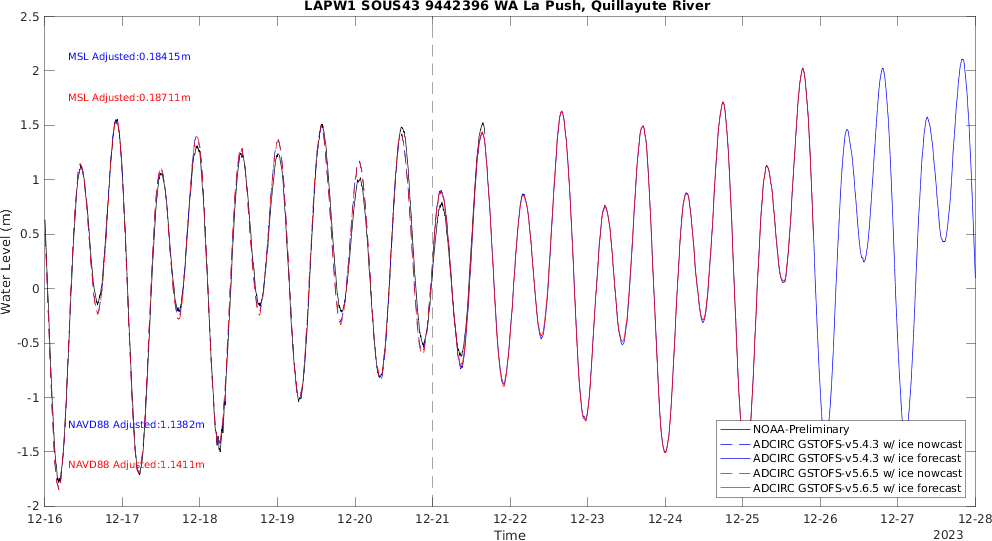 LAPW1 SOUS43 9442396 WA La Push, Quillayute River
2.5
2
1.5
1
0.5
0
-0.5
-1
-1.5
-2
Water Level (m)
MSL Adjusted:0.18415m
MSL Adjusted:0.18711m
NAVD88 Adjusted:1.1382m
NAVD88 Adjusted:1.1411m
NOAA-Preliminary
ADCIRC GSTOFS-v5.4.3 w/ ice nowcast
ADCIRC GSTOFS-v5.4.3 w/ ice forecast
ADCIRC GSTOFS-v5.6.5 w/ ice nowcast
ADCIRC GSTOFS-v5.6.5 w/ ice forecast
12-16 12-17 12-18 12-19 12-20 12-21 12-22 12-23 12-24 12-25 12-26 12-27 12-28
Time
2023